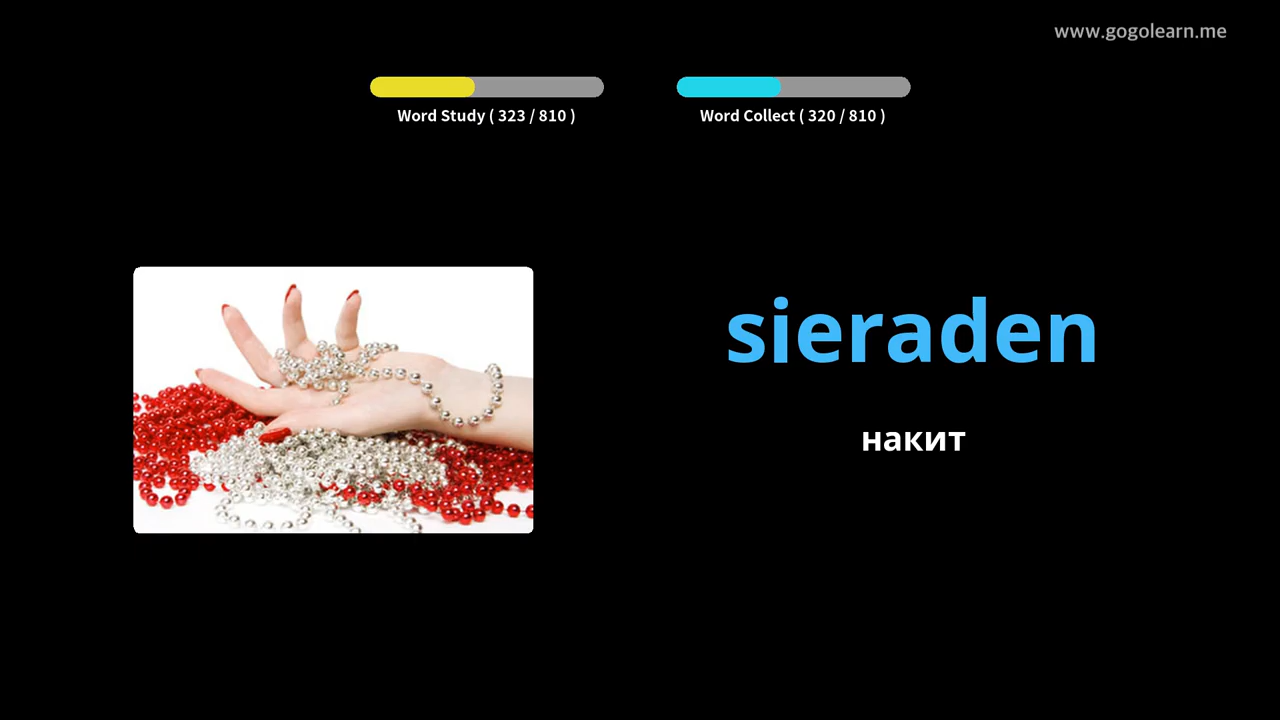 www.gogolearn.me
Word Study ( 323 / 810 )
Word Collect ( 320 / 810 )
sieraden
накит